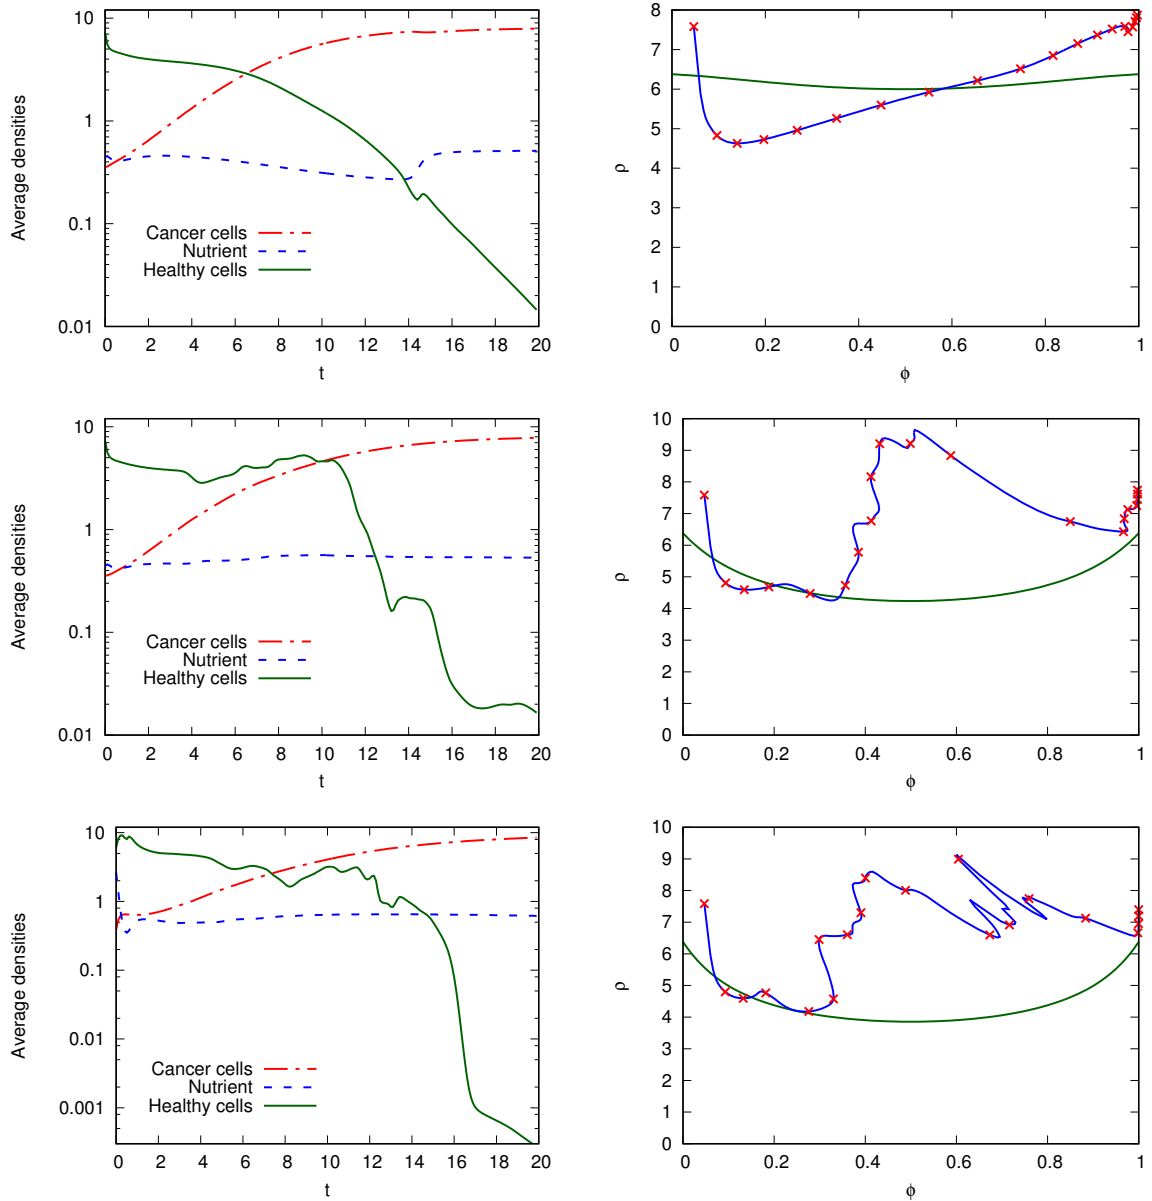 Average densities
10
1
0.1
0.01
Cancer cells
Nutrient
Healthy cells
0 2 4 6 8 10 12 14 16 18 20
t
ρ
8
7
6
5
4
3
2
1
0
0 0.2 0.4 0.6 0.8 1
ϕ
Average densities
10
1
0.1
0.01
Cancer cells
Nutrient
Healthy cells
0 2 4 6 8 10 12 14 16 18 20
t
ρ
10
9
8
7
6
5
4
3
2
1
0
0 0.2 0.4 0.6 0.8 1
ϕ
Average densities
10
1
0.1
0.01
0.001
Cancer cells
Nutrient
Healthy cells
0 2 4 6 8 10 12 14 16 18 20
t
ρ
10
9
8
7
6
5
4
3
2
1
0
0 0.2 0.4 0.6 0.8 1
ϕ